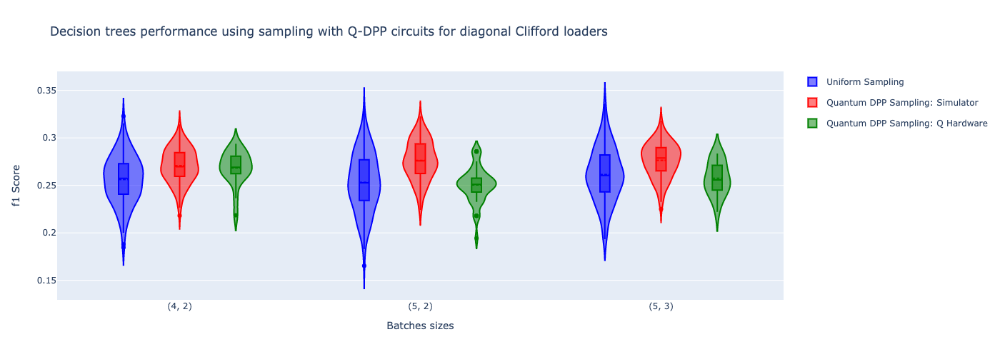 Decision trees performance using sampling with Q-DPP circuits for diagonal Clifford loaders
Uniform Sampling
Quantum DPP Sampling: Simulator
Quantum DPP Sampling: Q Hardware
f1 Score
0.35
0.3
0.25
0.2
0.15
(4, 2)
(5, 2)
(5, 3)
Batches sizes